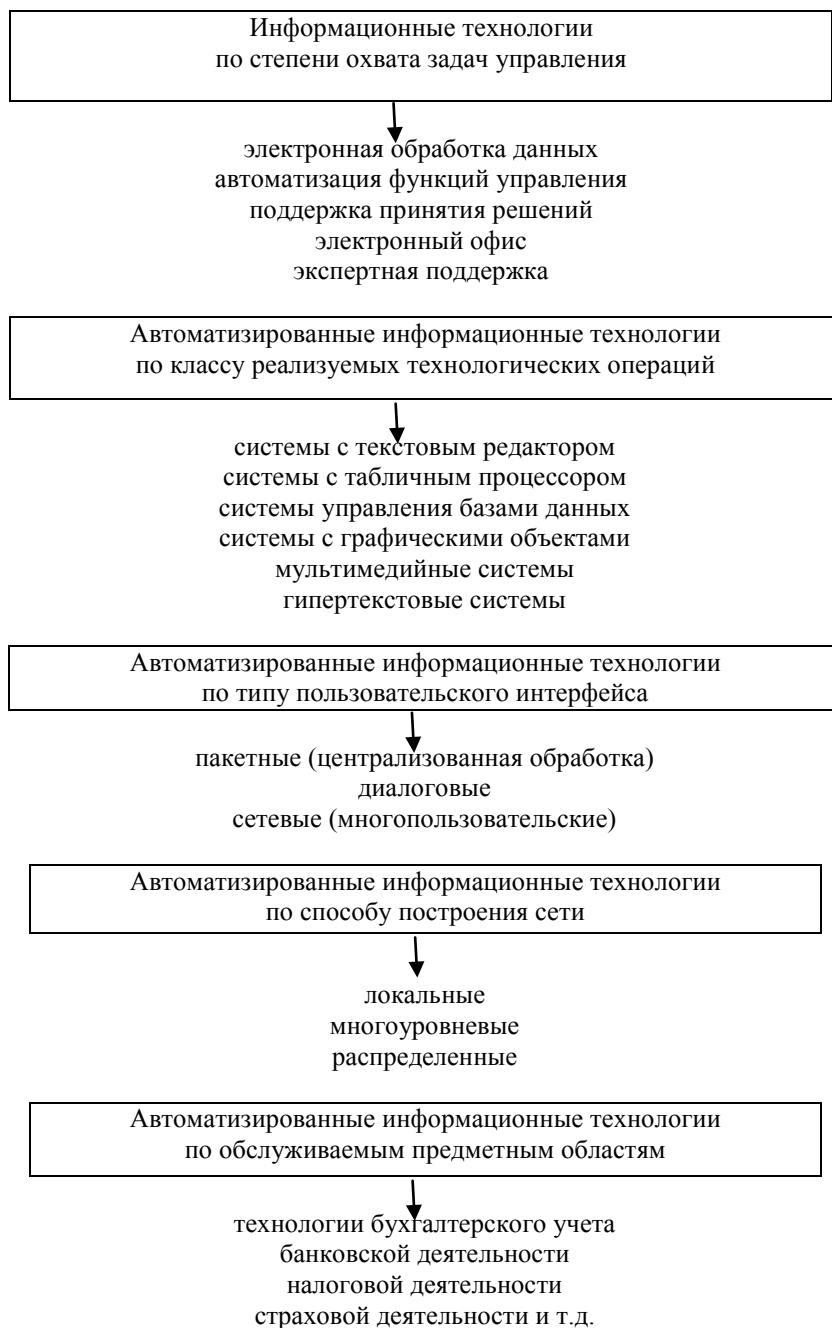 Информационные технологии
по степени охвата задач управления
электронная обработка данных
автоматизация функций управления
поддержка принятия решений
электронный офис
экспертная поддержка
Автоматизированные информационные технологии
по классу реализуемых технологических операций
системы с текстовым редактором
системы с табличным процессором
системы управления базами данных
системы с графическими объектами
мультимедийные системы
гипертекстовые системы
Автоматизированные информационные технологии
по типу пользовательского интерфейса
пакетные (централизованная обработка)
диалоговые
сетевые (многопользовательские)
Автоматизированные информационные технологии
по способу построения сети
локальные
многоуровневые
распределенные
Автоматизированные информационные технологии
по обслуживаемым предметным областям
технологии бухгалтерского учета
банковской деятельности
налоговой деятельности
страховой деятельности и т.д.